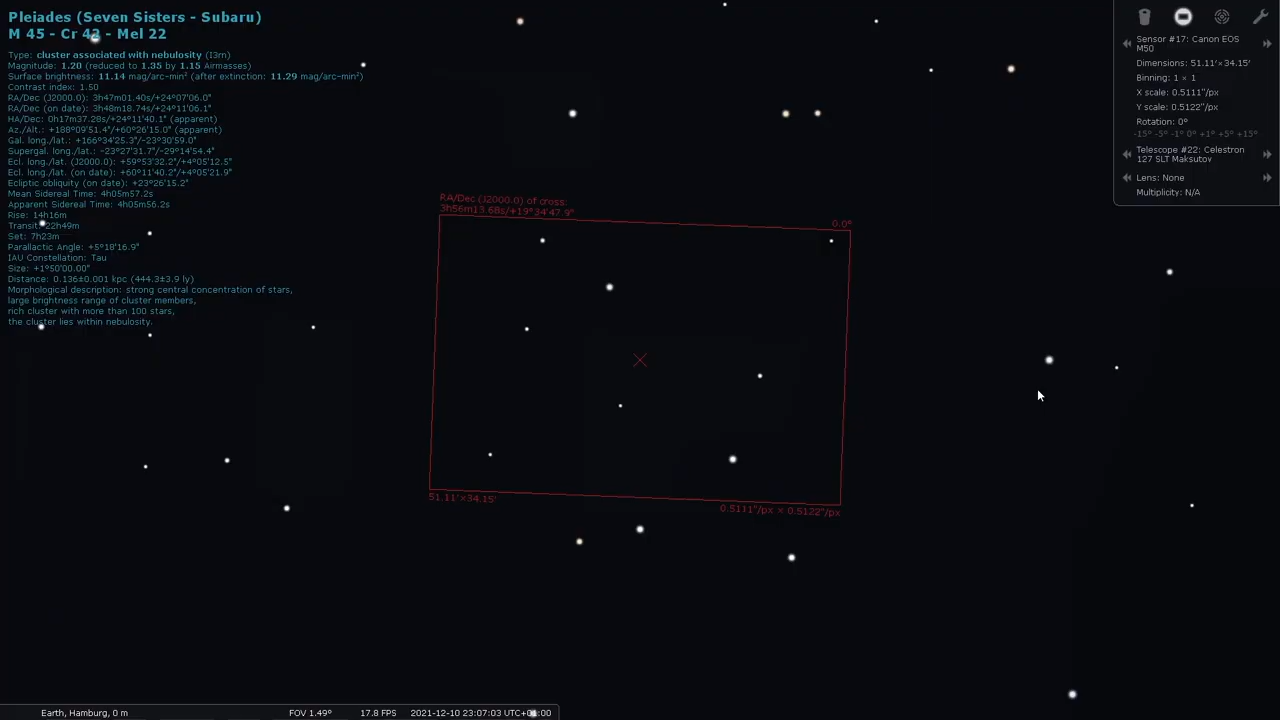 Pleiades (Seven Sisters - Subaru)
M 45 - Cr 42 - Mel 22
Type: cluster associated with nebulosity (I3m)
Magnitude: 1.20 (reduced to 1.35 by 1.15 Airmasses)
Surface brightness: 11.14 mag/arc-min² (after extinction: 11.29 mag/arc-min²)
Contrast index: 1.50
RA/Dec (J2000.0): 3h47m01.40s/+24°07'06.0"
RA/Dec (on date): 3h48m18.74s/+24°11'06.1"
HA/Dec: 0h17m37.28s/+24°11'40.1" (apparent)
Az./Alt.: +188°09'51.4"/+60°26'15.0" (apparent)
Gal. long./lat.: +166°34'25.3"/-23°30'59.0"
Supergal. long./lat.: -23°27'31.7"/-29°14'54.4"
Ecl. long./lat. (J2000.0): +59°53'32.2"/+4°05'12.5"
Ecl. long./lat. (on date): +60°11'40.2"/+4°05'21.9"
Ecliptic obliquity (on date): +23°26'15.2"
Mean Sidereal Time: 4h05m57.2s
Apparent Sidereal Time: 4h05m56.2s
Rise: 14h16m
Transit: 22h49m
Set: 7h23m
Parallactic Angle: +5°18'16.9"
IAU Constellation: Tau
Size: +1°50'00.00"
Distance: 0.136±0.001 kpc (444.3±3.9 ly)
Morphological description: strong central concentration of stars,
large brightness range of cluster members,
rich cluster with more than 100 stars,
the cluster lies within nebulosity.
RA/Dec (J2000.0) of cross:
3h56m13.68s/+19°34'47.9"
0.0°
51.11'×34.15'
0.5111"/px × 0.5122"/px
Sensor #17: Canon EOS
M50
Dimensions: 51.11'×34.15'
Binning: 1 × 1
X scale: 0.5111"/px
Y scale: 0.5122"/px
Rotation: 0°
-15° -5° -1° 0° +1° +5° +15°
Telescope #22: Celestron
127 SLT Maksutov
Lens: None
Multiplicity: N/A
Earth, Hamburg, 0 m FOV 1.49° 17.8 FPS 2021-12-10 23:07:03